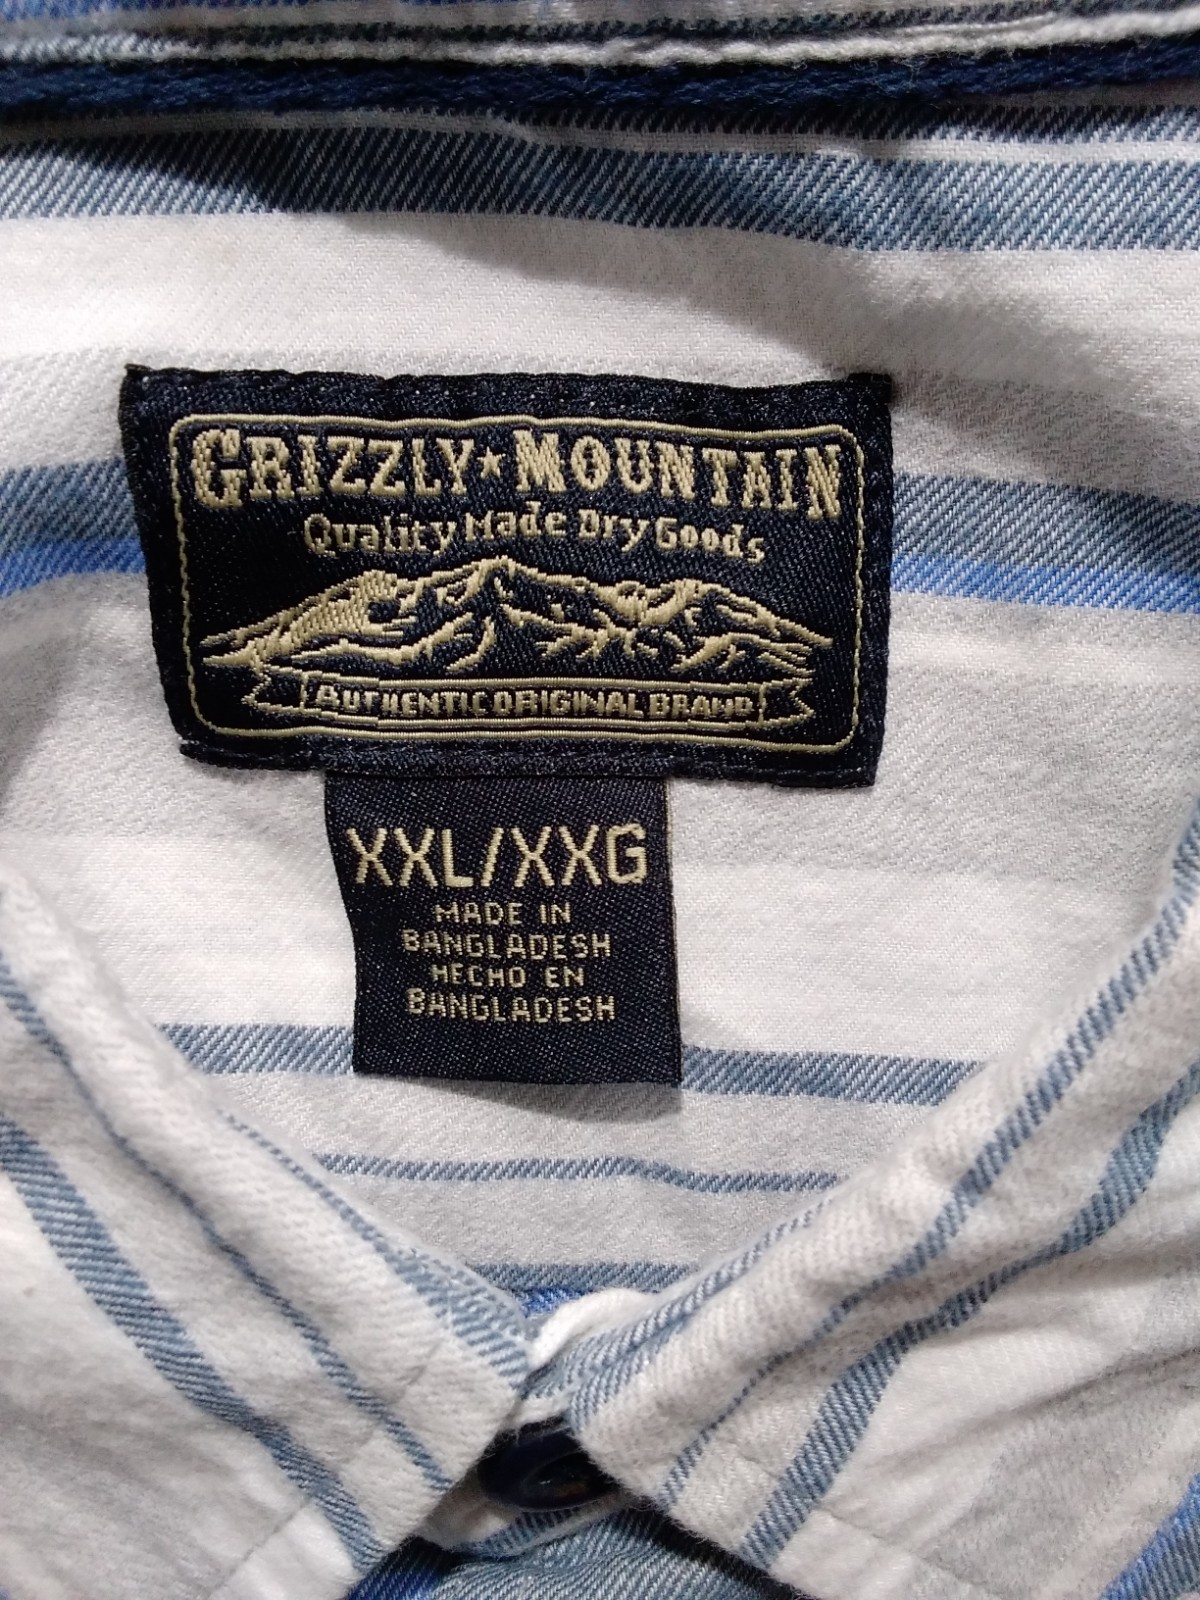 GRIZZLY★MOUNTAIN
Quality Made Dry Goods
AUTHENTIC ORIGINAL BRAND
XXL/XXG
MADE IN
BANGLADESH
HECHO EN
BANGLADESH